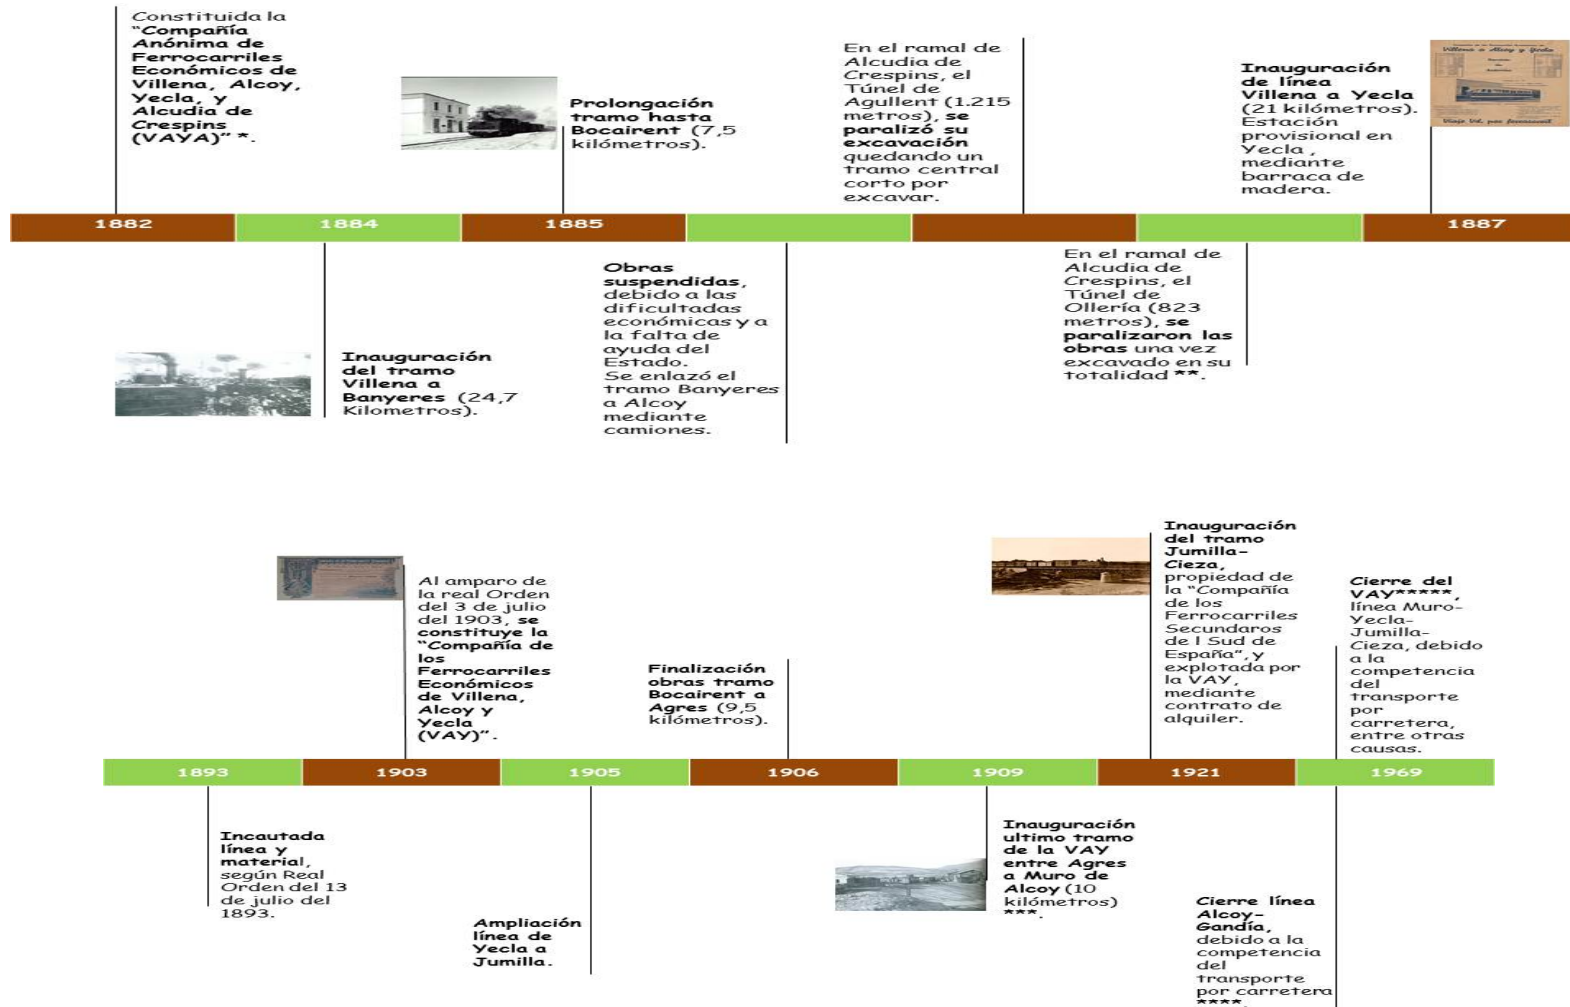 Constituida la
"Compañía
Anónima de
Ferrocarriles
Económicos de
Villena, Alcoy,
Yecla, y
Alcudia de
Crespins
(VAYA)" *.
Prolongación
tramo hasta
Bocairent (7,5
kilómetros).
En el ramal de
Alcudia de
Crespins, el
Túnel de
Agullent (1.215
metros), se
paralizó su
excavación
quedando un
tramo central
corto por
excavar.
Inauguración
de línea
Villena a Yecla
(21 kilómetros).
Estación
provisional en
Yecla,
mediante
barraca de
madera.
Villena a Alcoy y Yecla
Viaje Vd. por ferrocarril
1882
1884
1885
1887
Inauguración
del tramo
Villena a
Banyeres (24,7
Kilometros).
Obras
suspendidas,
debido a las
dificultades
económicas y a
la falta de
ayuda del
Estado.
Se enlazó el
tramo Banyeres
a Alcoy
mediante
camiones.
En el ramal de
Alcudia de
Crespins, el
Túnel de
Ollería (823
metros), se
paralizaron las
obras una vez
excavado en su
totalidad **.
Al amparo de
la real Orden
del 3 de julio
del 1903, se
constituye la
"Compañía de
los
Ferrocarriles
Económicos
de Villena,
Alcoy y
Yecla
(VAY)".
Finalización
obras tramo
Bocairent a
Agres (9,5
kilómetros).
Inauguración
del tramo
Jumilla-
Cieza,
propiedad de
la "Compañía
de los
Ferrocarriles
Secundaros
de l Sud de
España", y
explotada por
la VAY,
mediante
contrato de
alquiler.
Cierre del
VAY*****,
línea Muro-
Yecla-
Jumilla-
Cieza, debido
a la
competencia
del
transporte
por
carretera,
entre otras
causas.
1893
1903
1905
1906
1909
1921
1969
Incautada
línea y
material,
según Real
Orden del 13
de julio del
1893.
Ampliación
línea de
Yecla a
Jumilla.
Inauguración
ultimo tramo
de la VAY
entre Agres
a Muro de
Alcoy (10
kilómetros)
***.
Cierre línea
Alcoy-
Gandía,
debido a la
competencia
del
transporte
por carretera
****.